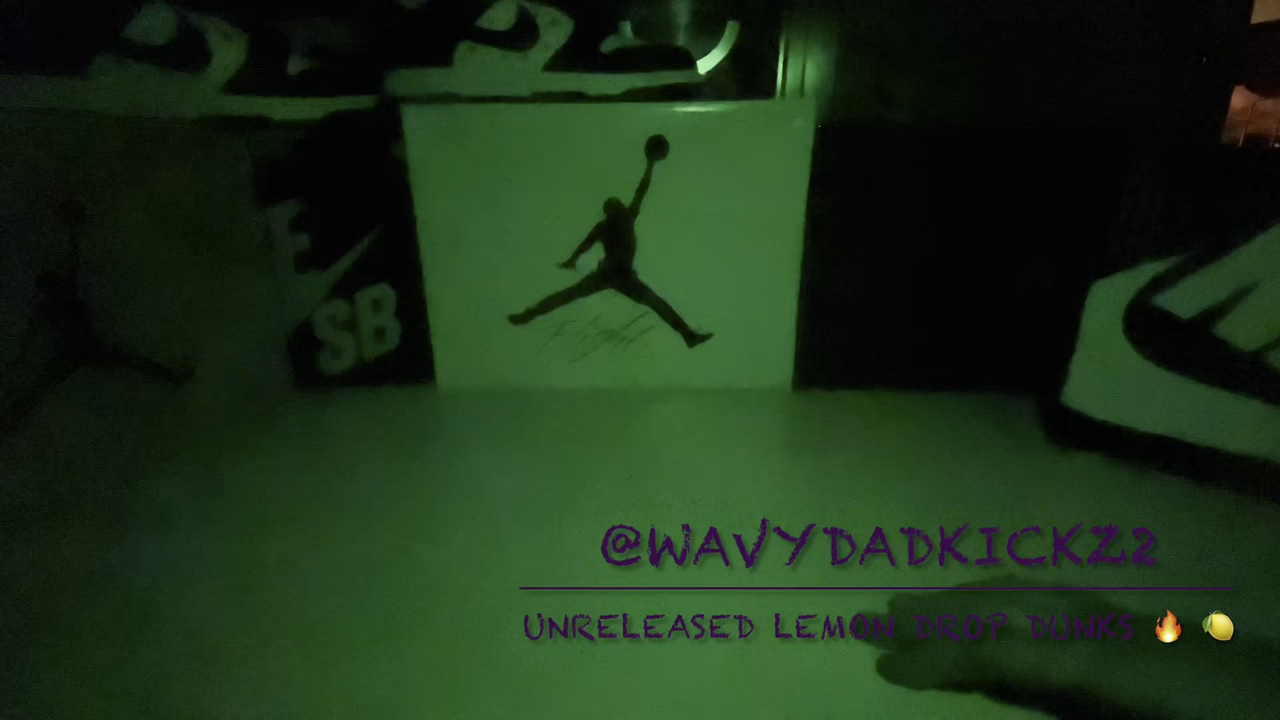 SB
@WAVYDADKICKZ2
UNRELEASED LEMON DROP DUNKS 🔥 🍋